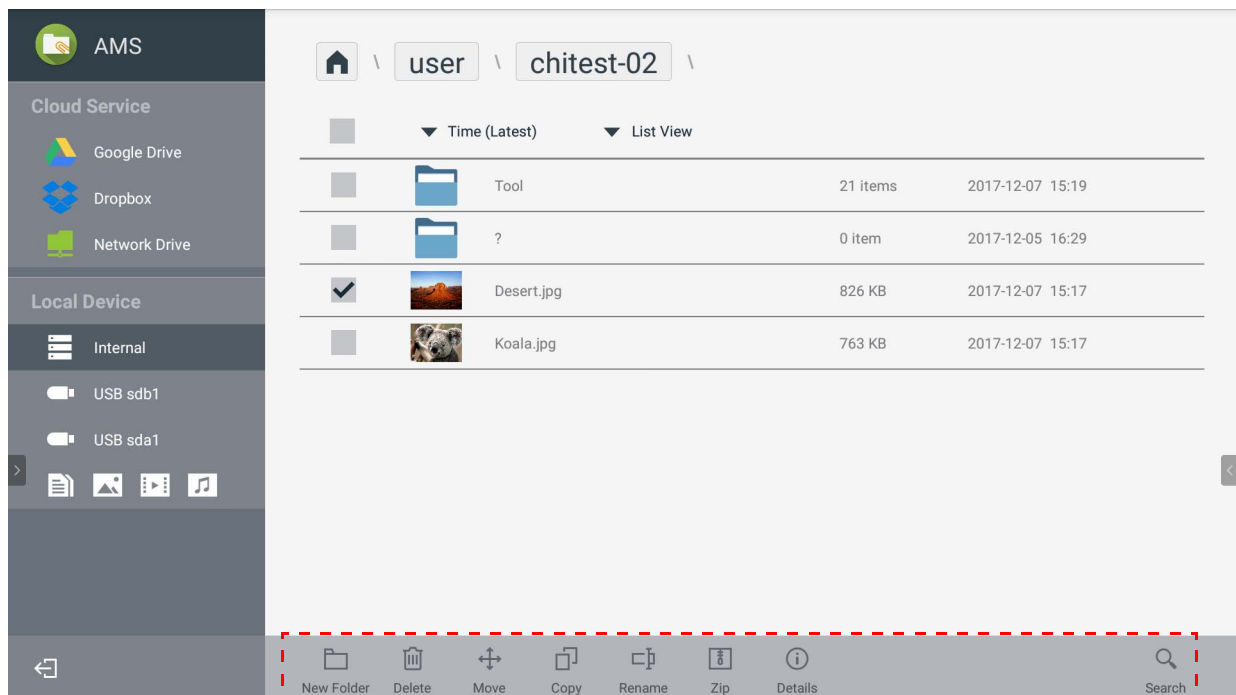 AMS
Cloud Service
Google Drive
Dropbox
Network Drive
Local Device
Internal
USB sdb1
USB sda1
\ user \ chitest-02 \
Time (Latest) List View
Tool 21 items 2017-12-07 15:19
? 0 item 2017-12-05 16:29
Desert.jpg 826 KB 2017-12-07 15:17
Koala.jpg 763 KB 2017-12-07 15:17
New Folder Delete Move Copy Rename Zip Details Search